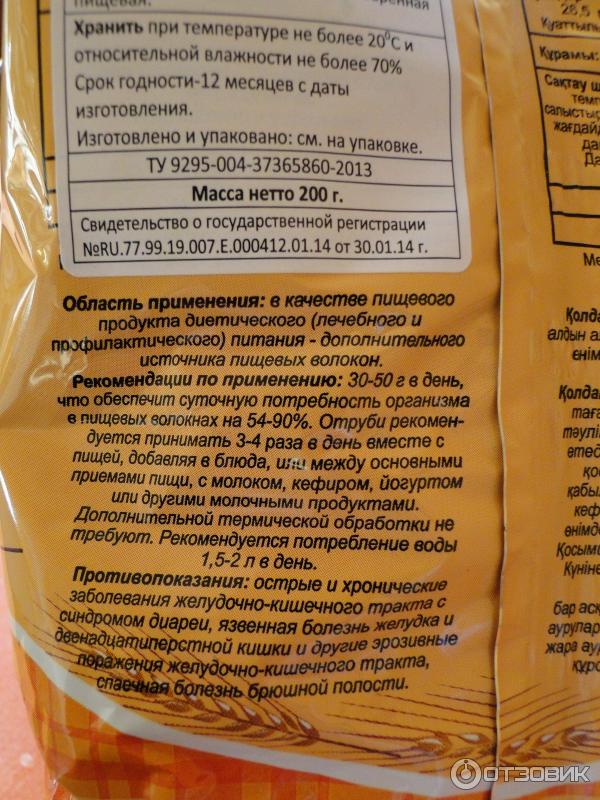 пищевая.
Хранить при температуре не более 20⁰С и
относительной влажности не более 70%
Срок годности-12 месяцев с даты
изготовления.
Изготовлено и упаковано: см. на упаковке.
ТУ 9295-004-37365860-2013
Масса нетто 200 г.
Свидетельство о государственной регистрации
№RU.77.99.19.007.Е.000412.01.14 от 30.01.14 г.
Область применения: в качестве пищевого
продукта диетического (лечебного и
профилактического) питания - дополнительного
источника пищевых волокон.
Рекомендации по применению: 30-50 г в день,
что обеспечит суточную потребность организма
в пищевых волокнах на 54-90%. Отруби рекомен-
дуется принимать 3-4 раза в день вместе с
пищей, добавляя в блюда, или между основными
приемами пищи, с молоком, кефиром, йогуртом
или другими молочными продуктами.
Дополнительной термической обработки не
требуют. Рекомендуется потребление воды
1,5-2 л в день.
Противопоказания: острые и хронические
заболевания желудочно-кишечного тракта с
синдромом диареи, язвенная болезнь желудка и
двенадцатиперстной кишки и другие эрозивные
поражения желудочно-кишечного тракта,
спаечная болезнь брюшной полости.
28,5
Құрамы:
Сақтау
бар
ОТЗОВИК